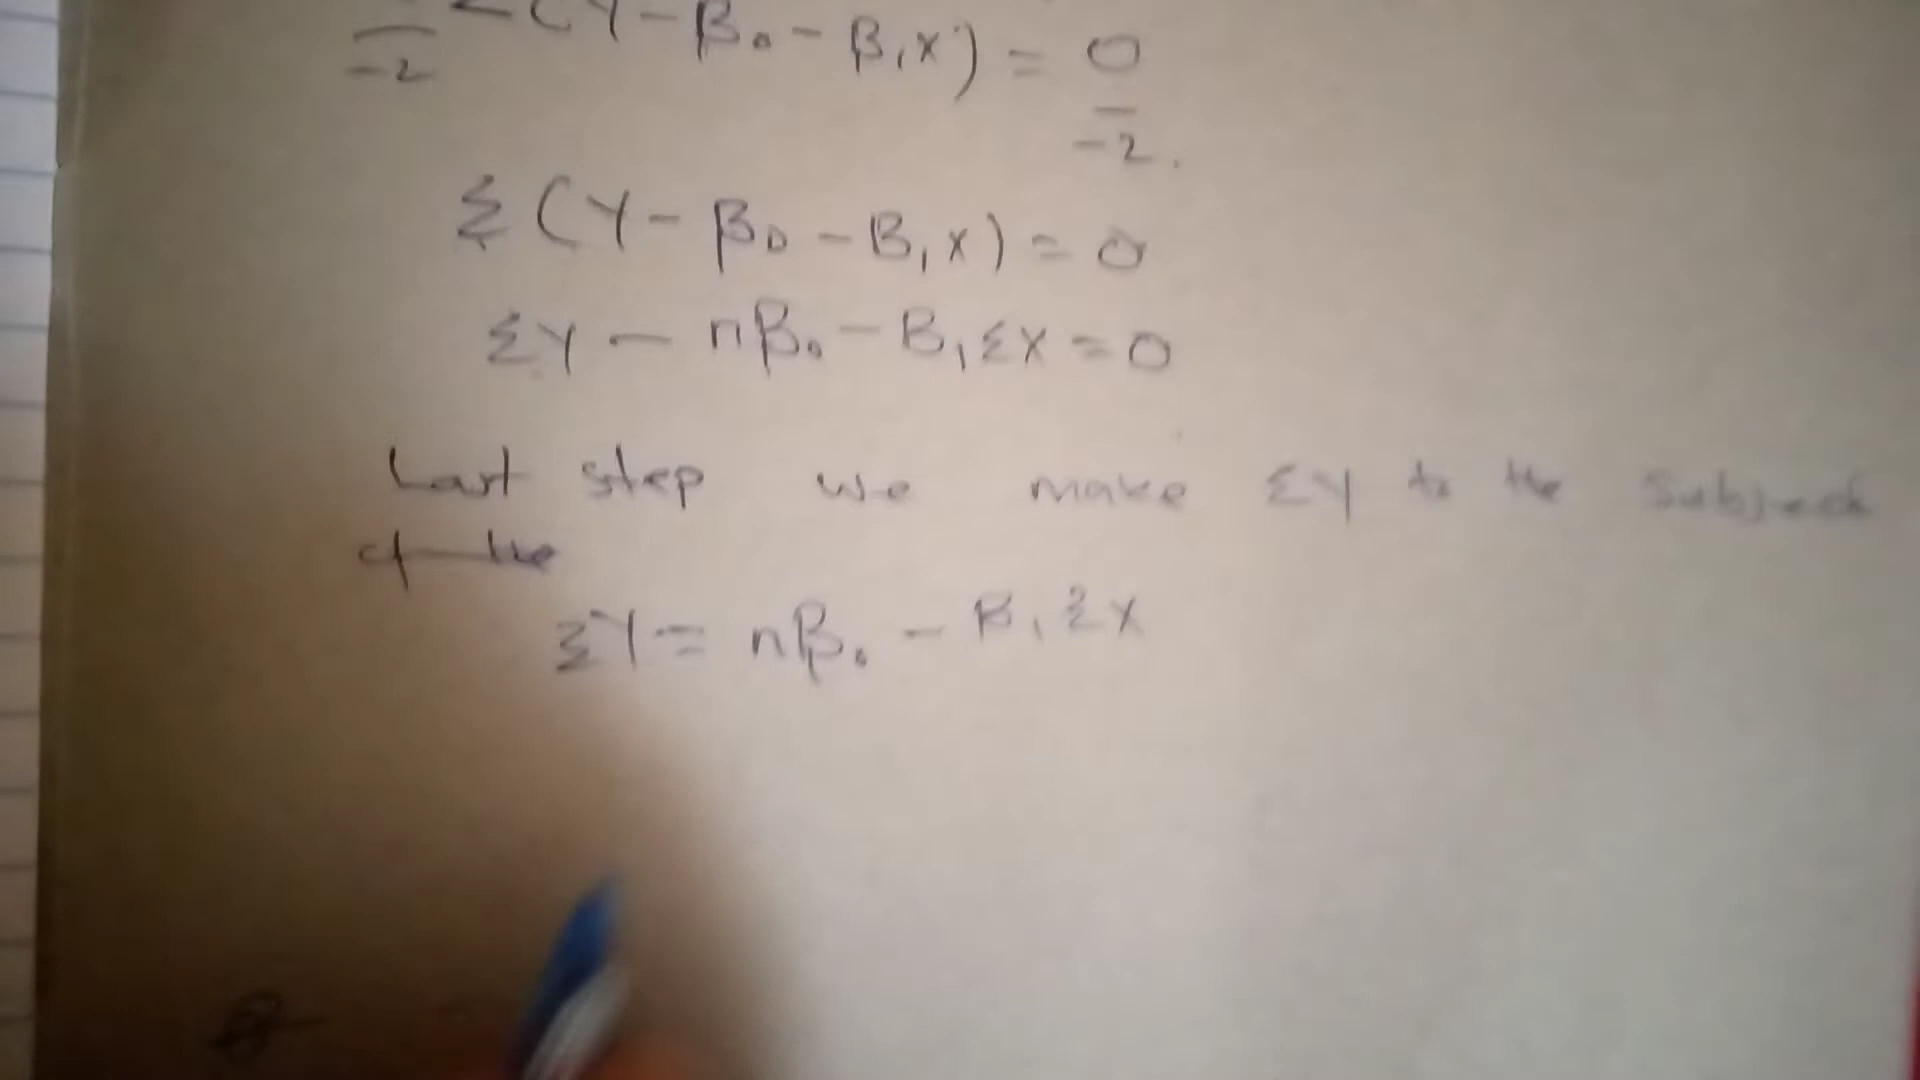 Σ(Y - β₀ - β₁x) = 0
-2 -2.
Σ(Y - β₀ - B₁x) = 0
ΣY - nβ₀ - B₁ΣX = 0
Last step we make ΣY to the Subject
of the
ΣY = nβ₀ - B₁ΣX